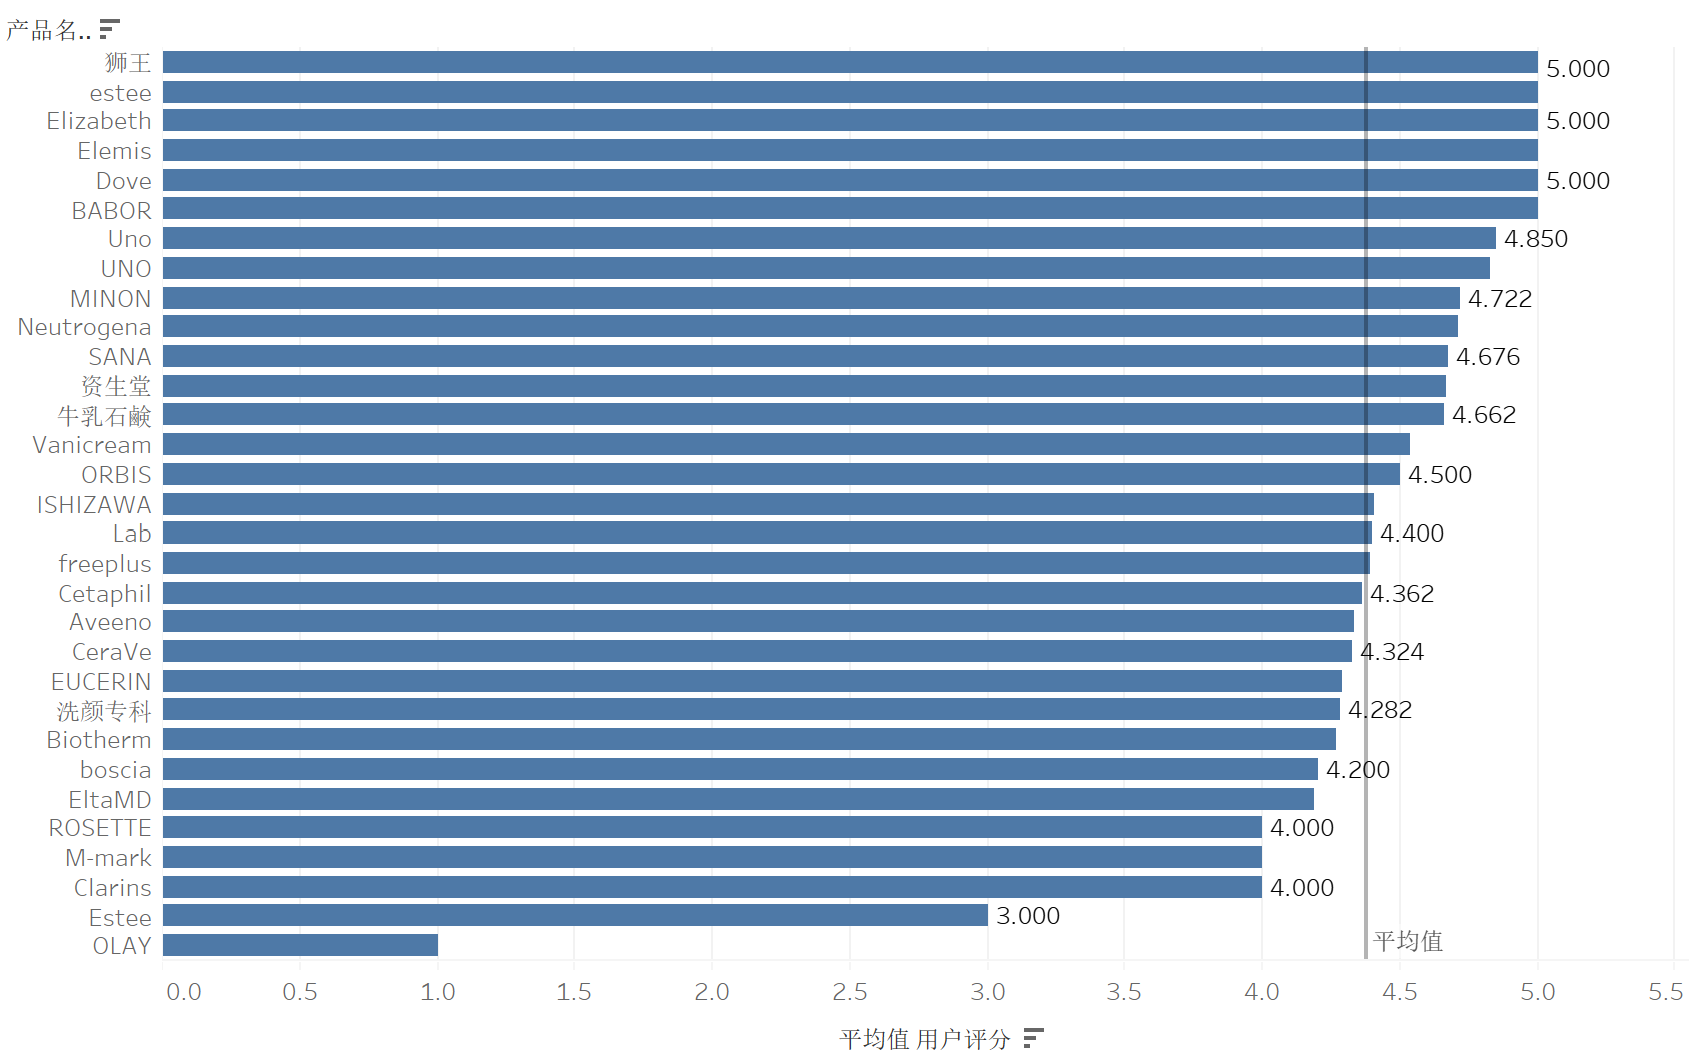 产品名..
狮王 5.000
estee
Elizabeth 5.000
Elemis
Dove 5.000
BABOR
Uno 4.850
UNO
MINON 4.722
Neutrogena
SANA 4.676
资生堂
牛乳石鹸 4.662
Vanicream
ORBIS 4.500
ISHIZAWA
Lab 4.400
freeplus
Cetaphil 4.362
Aveeno
CeraVe 4.324
EUCERIN
洗颜专科 4.282
Biotherm
boscia 4.200
EltaMD
ROSETTE 4.000
M-mark
Clarins 4.000
Estee 3.000
OLAY 平均值
0.0 0.5 1.0 1.5 2.0 2.5 3.0 3.5 4.0 4.5 5.0 5.5
平均值 用户评分